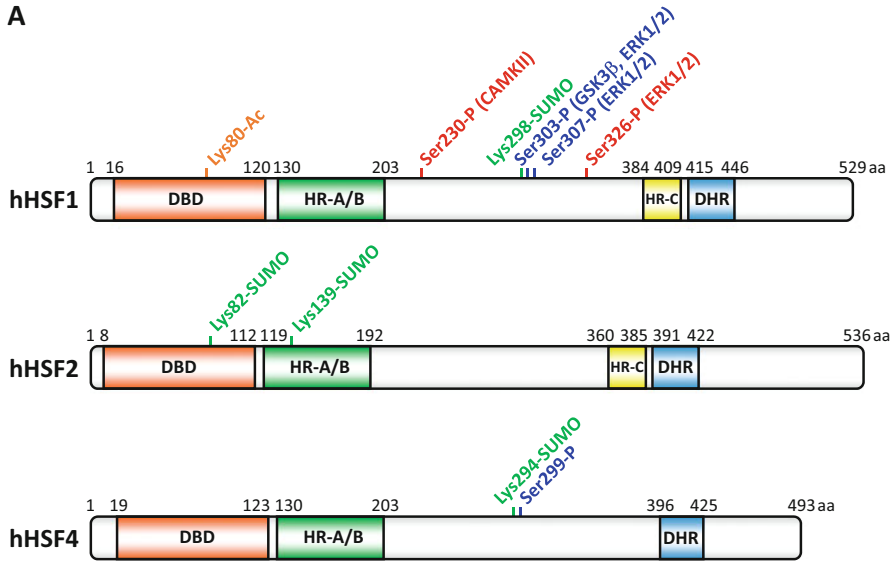 A
Lys80-Ac
Ser230-P (CAMKII)
Lys298-SUMO
Ser303-P (GSK3β, ERK1/2)
Ser307-P (ERK1/2)
Ser326-P (ERK1/2)
1 16 120 130 203 384 409 415 446 529 aa
hHSF1 DBD HR-A/B HR-C DHR
Lys82-SUMO
Lys139-SUMO
1 8 112 119 192 360 385 391 422 536 aa
hHSF2 DBD HR-A/B HR-C DHR
Lys294-SUMO
Ser299-P
1 19 123 130 203 396 425 493 aa
hHSF4 DBD HR-A/B DHR